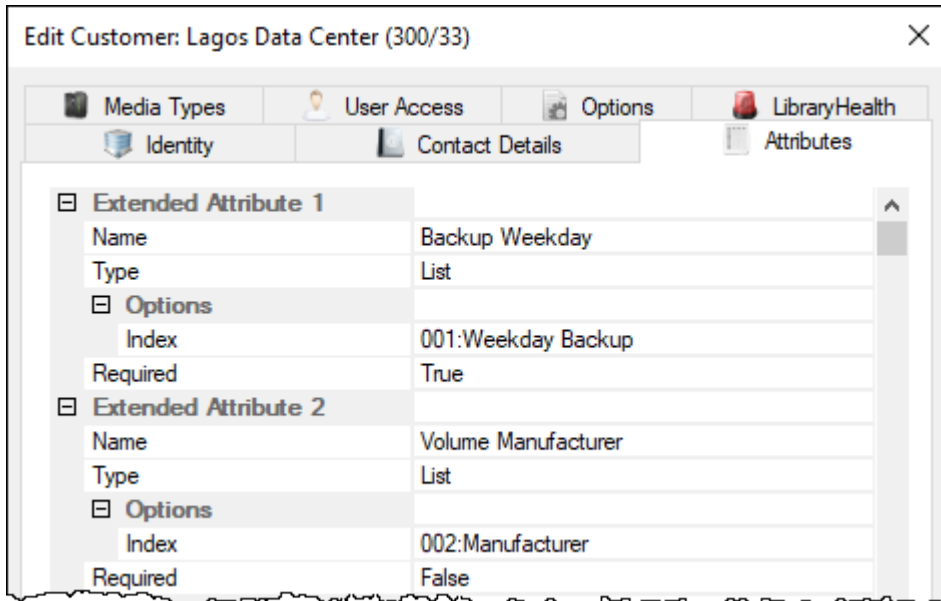 Edit Customer: Lagos Data Center (300/33)
Media Types User Access Options LibraryHealth
Identity Contact Details Attributes
Extended Attribute 1
Name Backup Weekday
Type List
Options
Index 001:Weekday Backup
Required True
Extended Attribute 2
Name Volume Manufacturer
Type List
Options
Index 002:Manufacturer
Required False